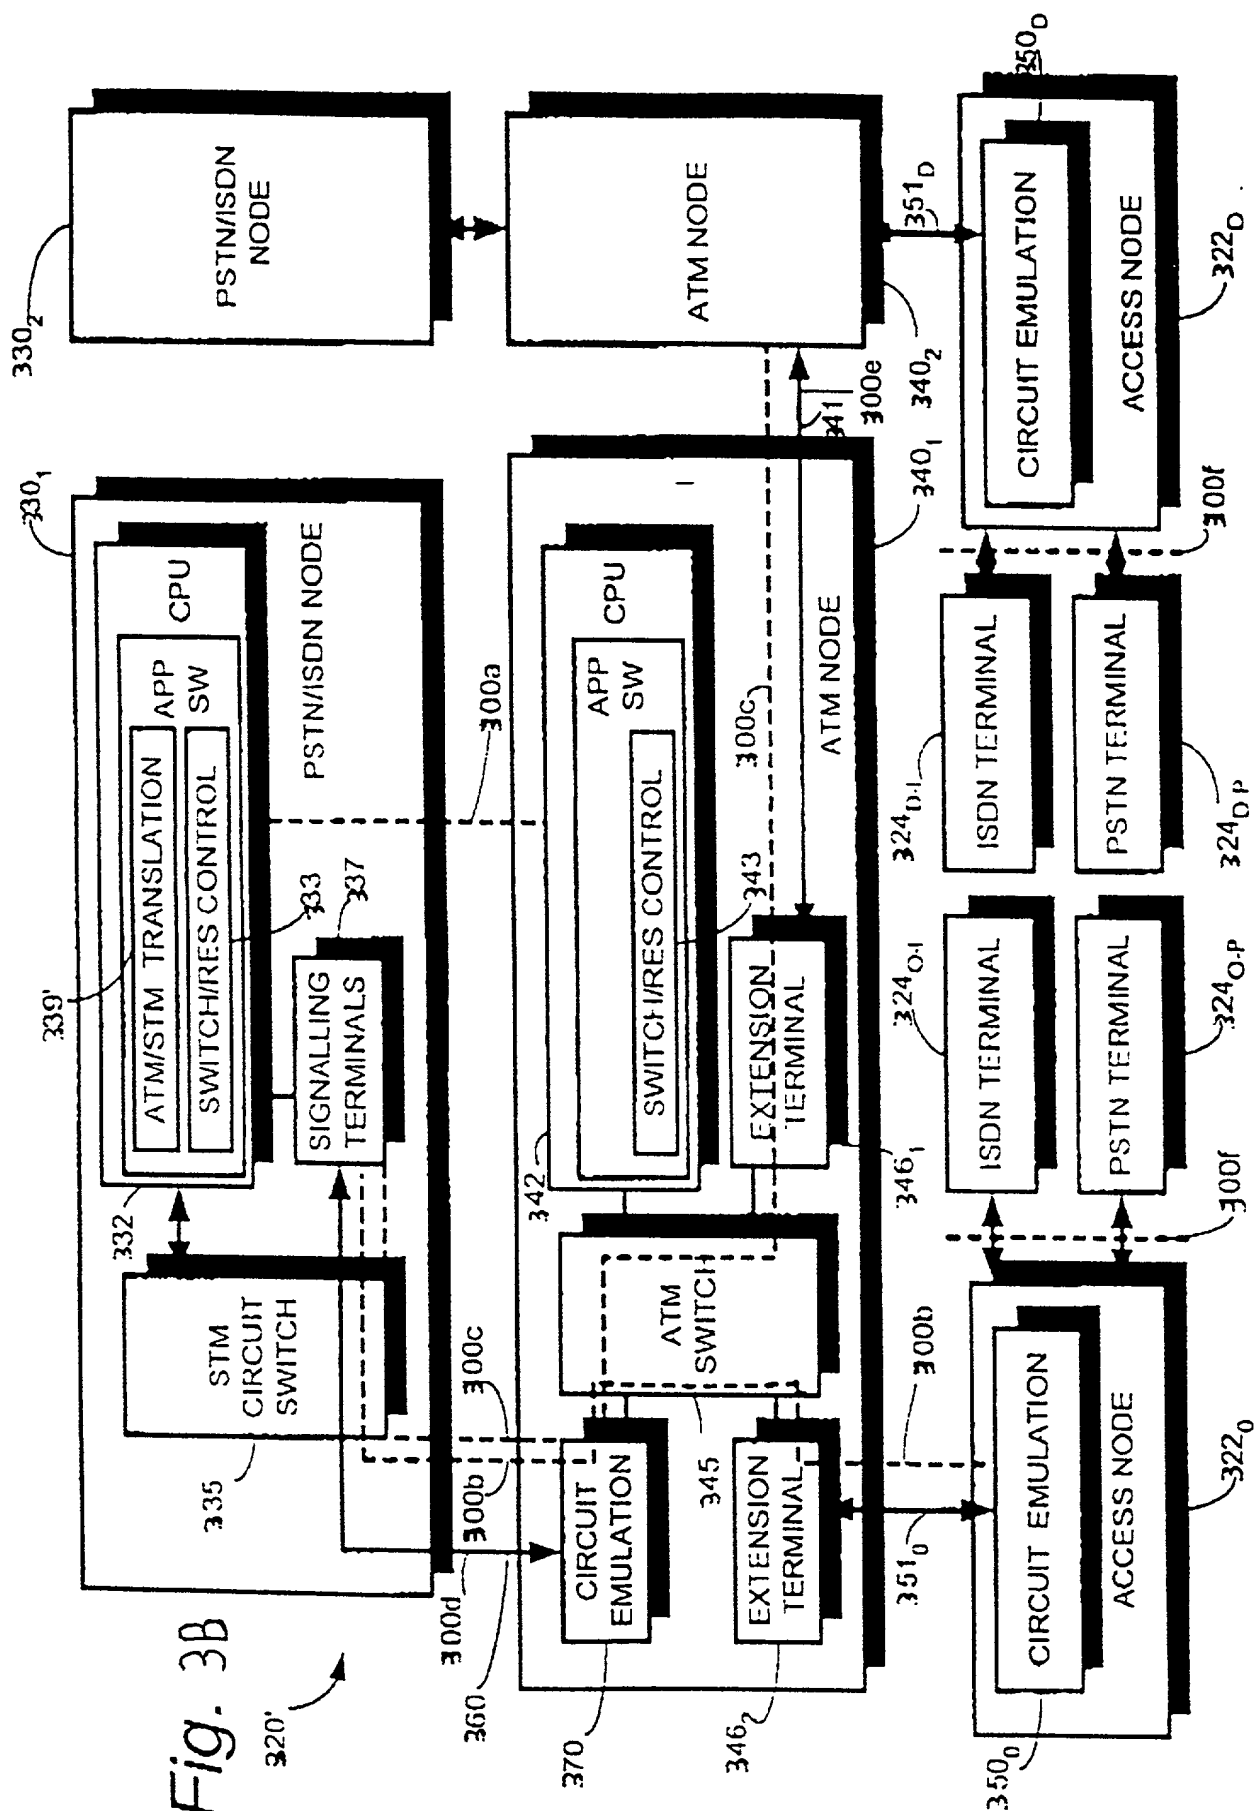 Fig. 3B
320'
330₁
339'
332
CPU
APP
SW
ATM/STM TRANSLATION
SWITCH/RES CONTROL
333
337
SIGNALLING
TERMINALS
STM
CIRCUIT
SWITCH
335
PSTN/ISDN NODE
330₂
PSTN/ISDN
NODE
300a
300c
300b
300d
360
342
CPU
APP
SW
SWITCH/RES CONTROL
343
ATM
SWITCH
345
CIRCUIT
EMULATION
370
EXTENSION
TERMINAL
346₂
EXTENSION
TERMINAL
346₁
300c
ATM NODE
340₁
341
300e
ATM NODE
340₂
351_D
350_D
CIRCUIT EMULATION
ACCESS NODE
322_D
300f
ISDN TERMINAL
324_D-I
PSTN TERMINAL
324_D-P
ISDN TERMINAL
324_O-I
PSTN TERMINAL
324_O-P
300f
300b
351₀
CIRCUIT EMULATION
ACCESS NODE
350₀
322₀